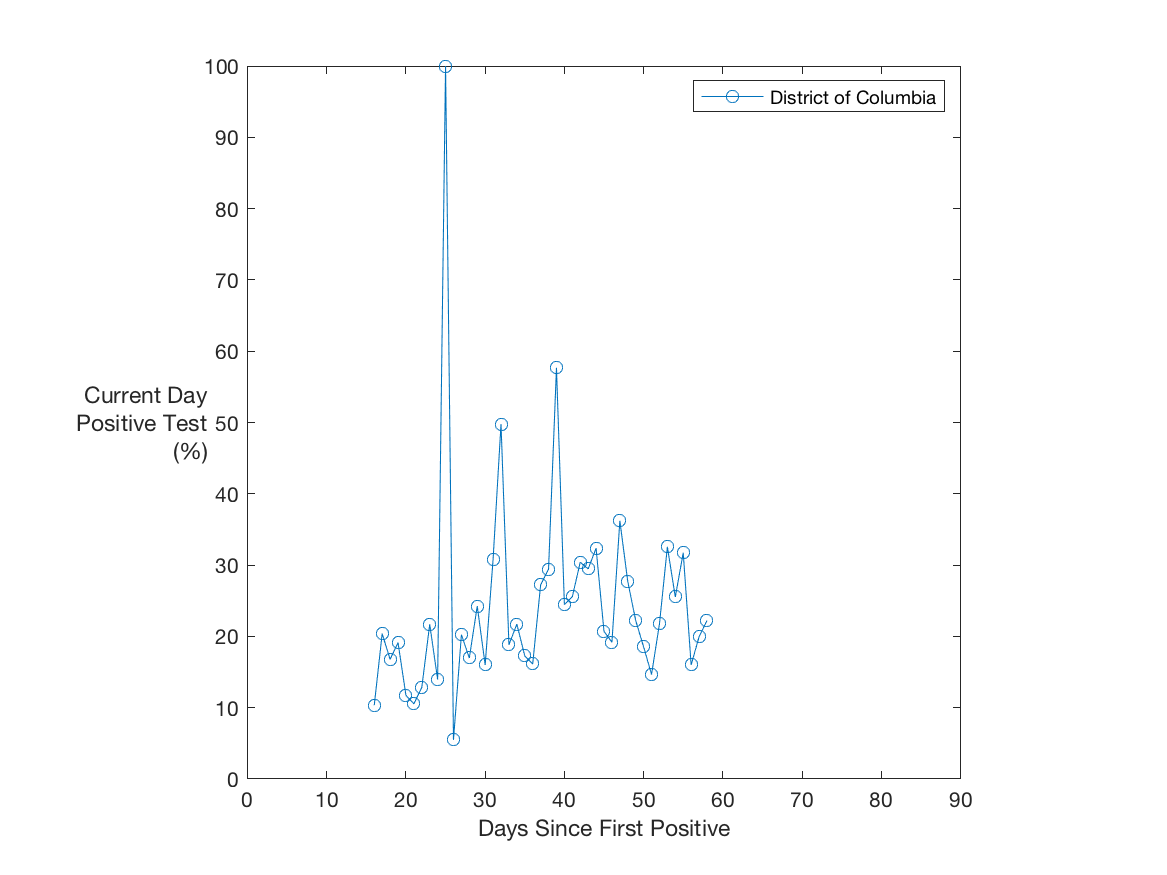 District of Columbia
100
90
80
70
60
50
40
30
20
10
0
Current Day
Positive Test
(%)
0 10 20 30 40 50 60 70 80 90
Days Since First Positive